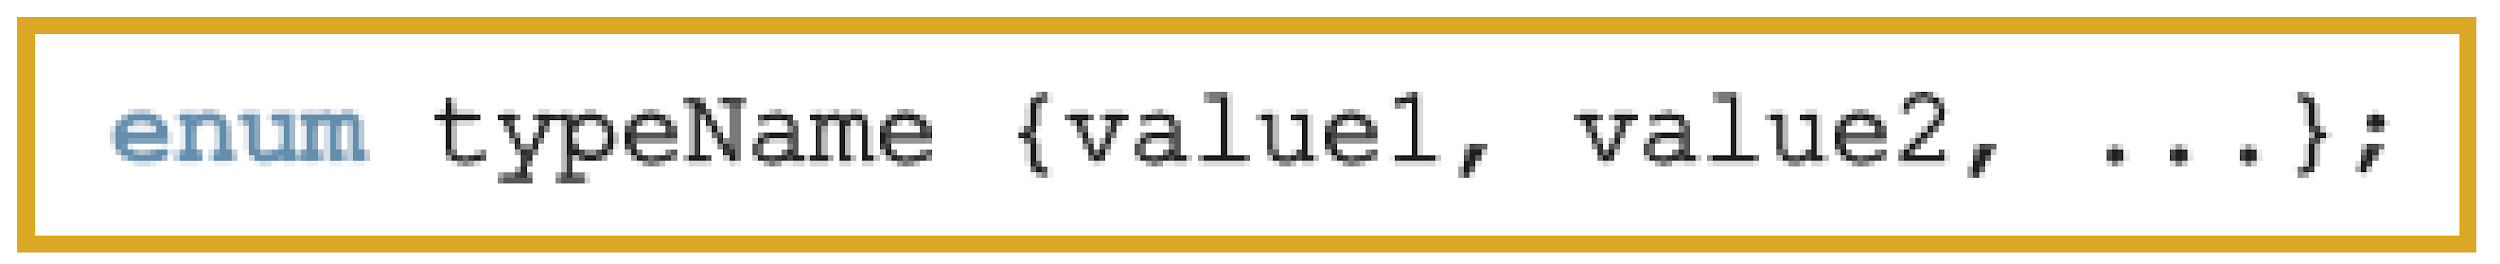 enum typeName {value1, value2, ...};